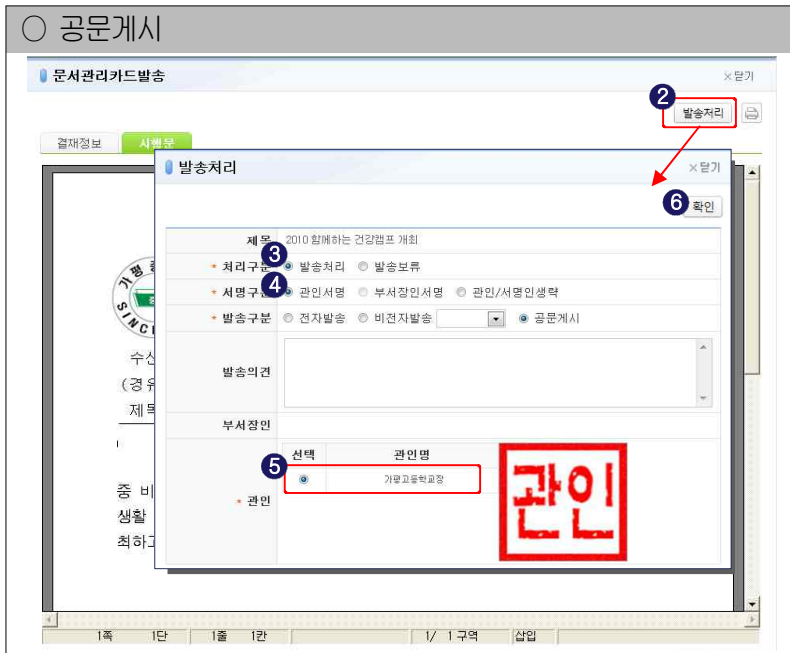 ○ 공문게시
문서관리카드발송
×닫기
2
발송처리
결재정보 시행문
발송처리
×닫기
6
확인
제목 2010 함께하는 건강캠프 개최
3
* 처리구분 발송처리 발송보류
4
* 서명구분 관인서명 부서장인서명 관인/서명인생략
* 발송구분 전자발송 비전자발송 공문게시
발송의견
부서장인
선택 관인명
5
가평고등학교장
* 관인
관인
가평
SINC
수신
(경유
제목
중 비
생활
최하고
1쪽 1단 1줄 1칸 1/ 1 구역 삽입